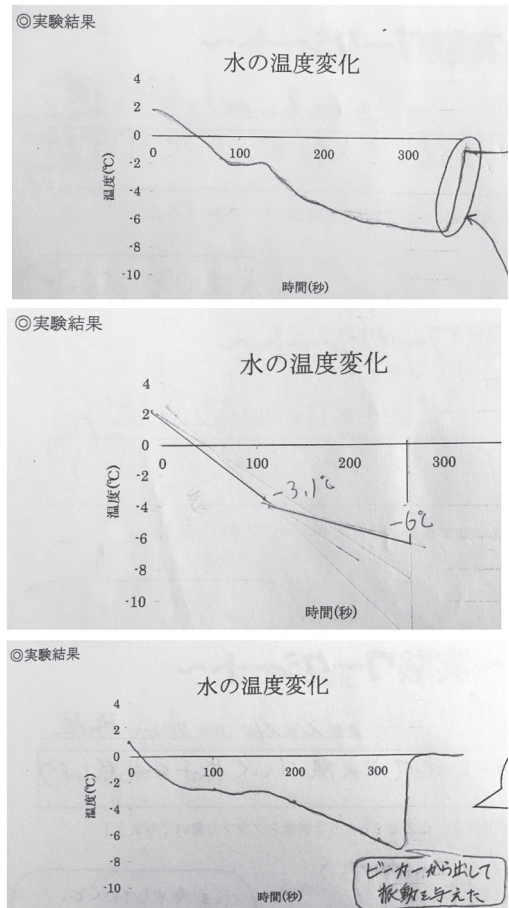 ◎実験結果
水の温度変化
温度(℃)
4
2
0
-2
-4
-6
-8
-10
0 100 200 300
時間(秒)
◎実験結果
水の温度変化
温度(℃)
4
2
0
-2
-4
-6
-8
-10
0 100 200 300
-3,1℃
-6℃
時間(秒)
◎実験結果
水の温度変化
温度(℃)
4
2
0
-2
-4
-6
-8
-10
0 100 200 300
時間(秒)
ビーカーから出して
振動を与えた